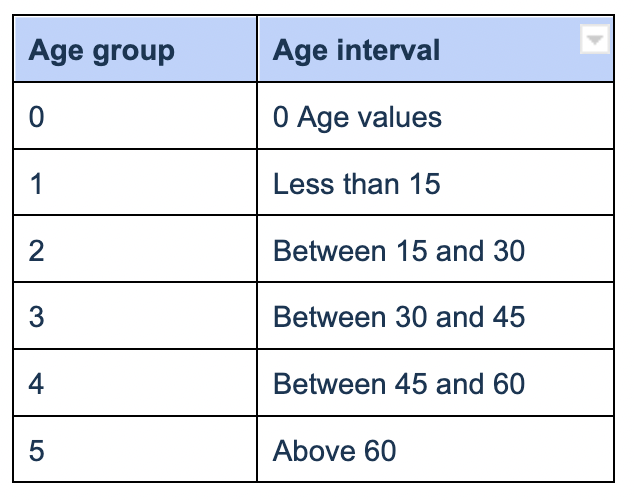 Age group Age interval
0 0 Age values
1 Less than 15
2 Between 15 and 30
3 Between 30 and 45
4 Between 45 and 60
5 Above 60